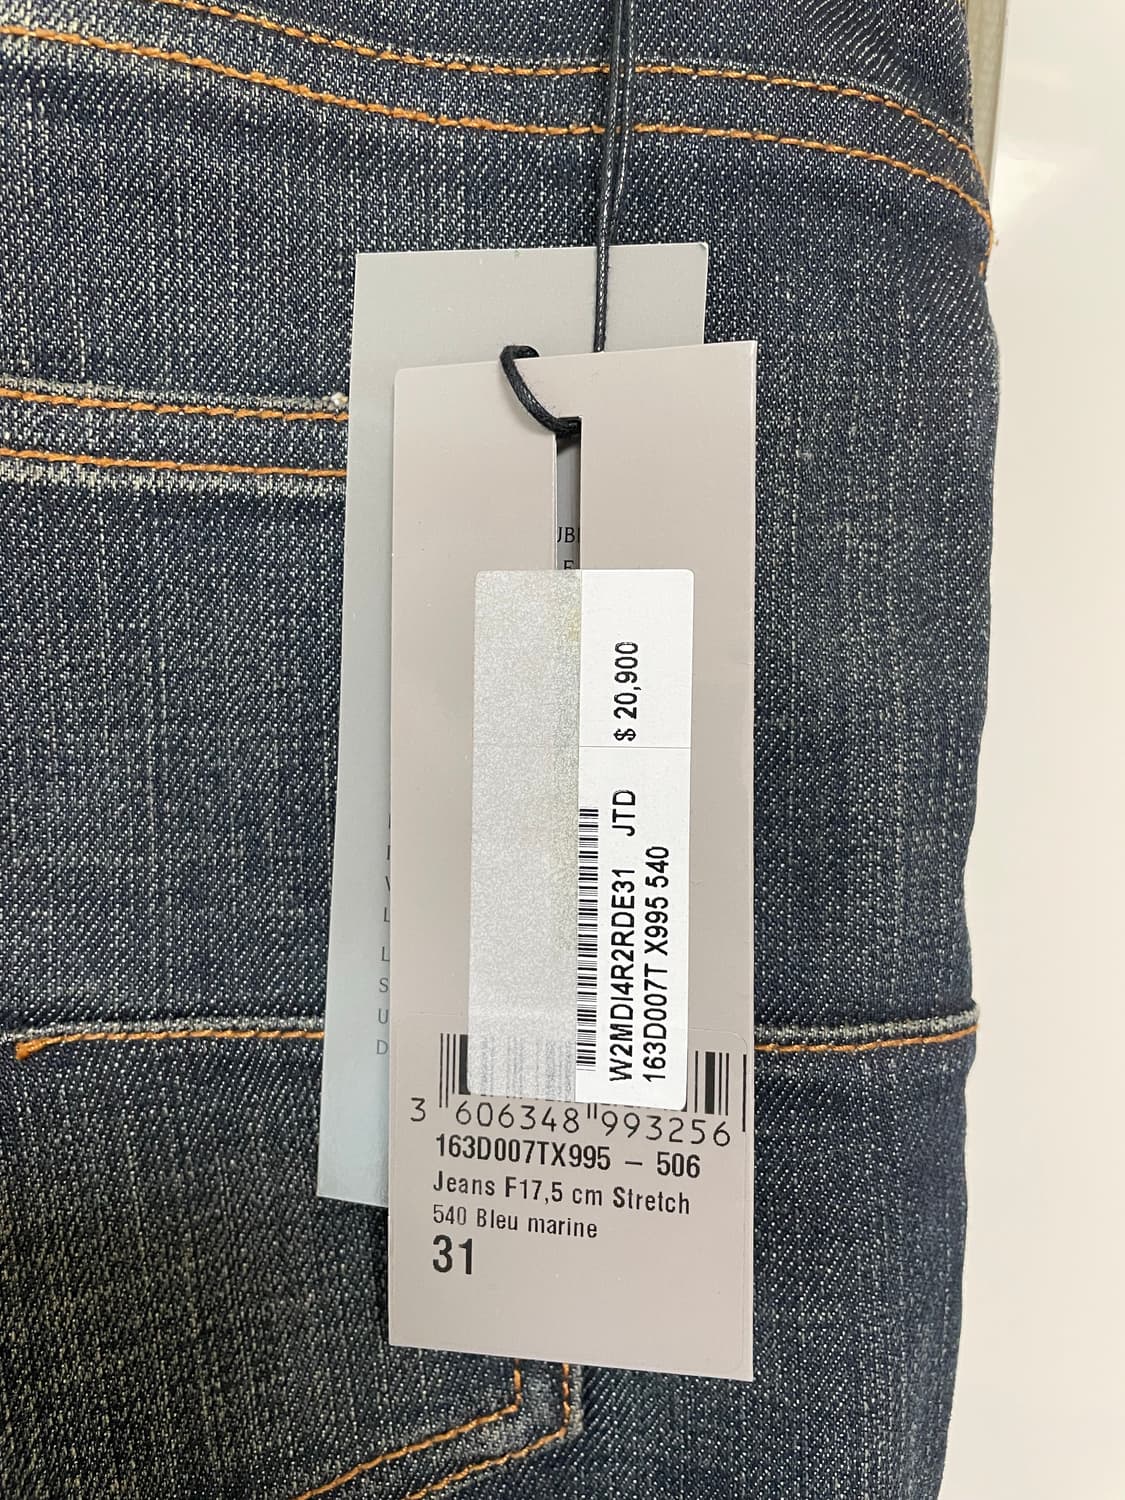 $ 20,900
W2MDI4R2RDE31 JTD
163D007T X995 540
3 606348 993256
163D007TX995 – 506
Jeans F17,5 cm Stretch
540 Bleu marine
31
L
L
S
U
D